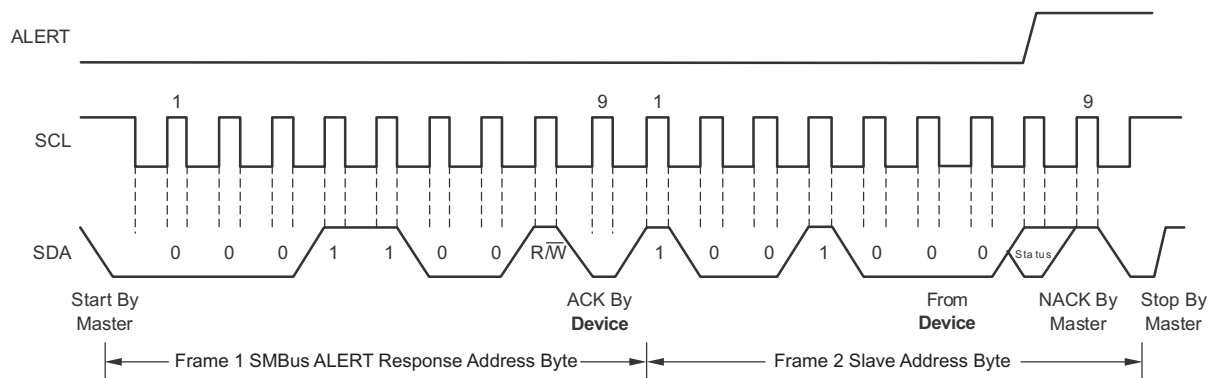 ALERT
1 9 1 9
SCL
SDA
0 0 0 1 1 0 0 R/W 1 0 0 1 0 0 0 Status
Start By
Master
ACK By
Device
From
Device
NACK By
Master
Stop By
Master
Frame 1 SMBus ALERT Response Address Byte
Frame 2 Slave Address Byte